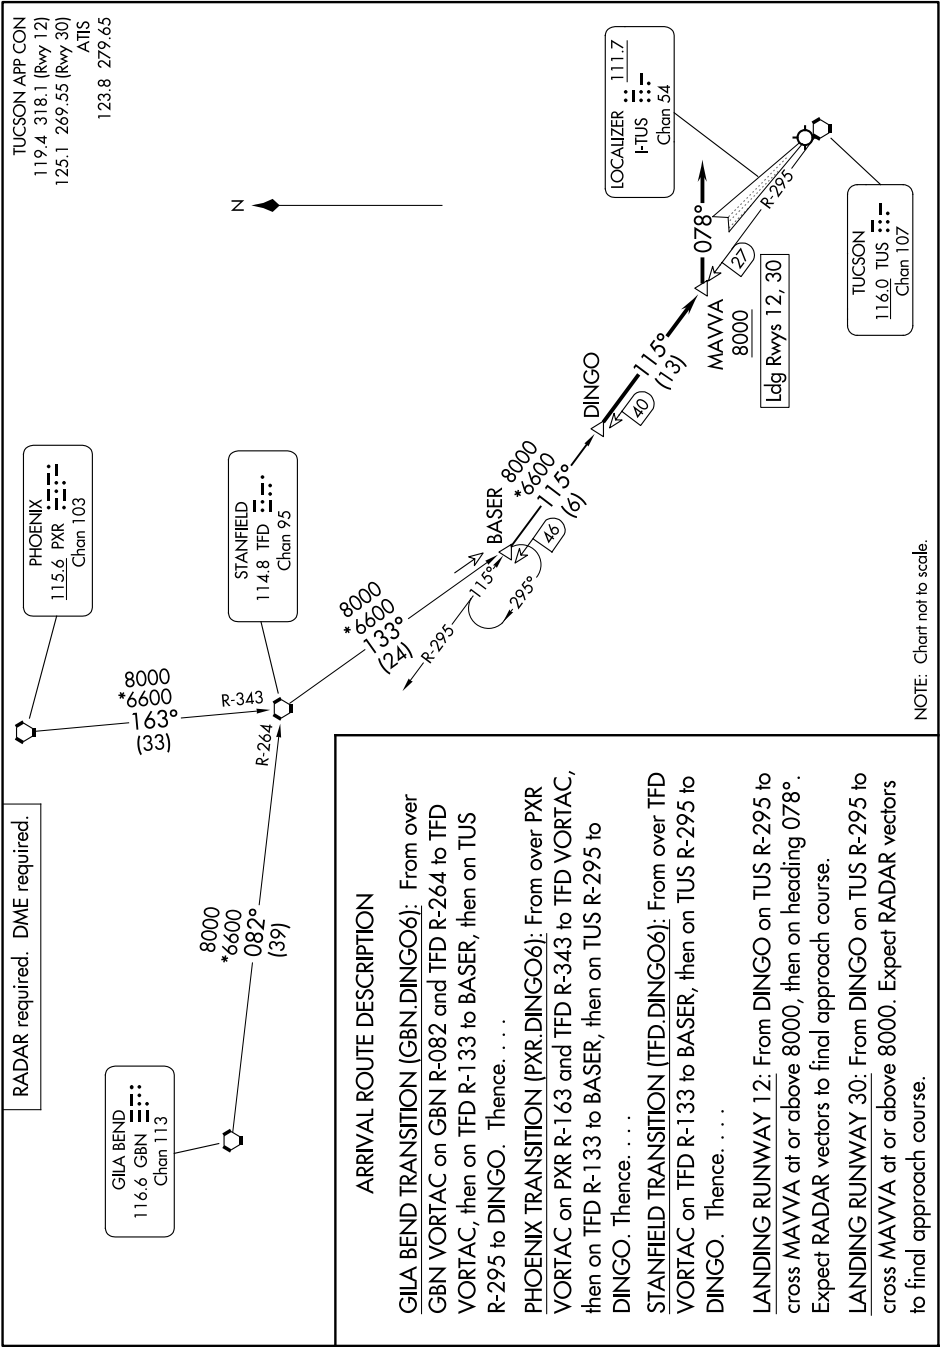 RADAR required. DME required.
TUCSON APP CON
119.4 318.1 (Rwy 12)
125.1 269.55 (Rwy 30)
ATIS
123.8 279.65
PHOENIX
115.6 PXR
Chan 103
N
GILA BEND
116.6 GBN
Chan 113
8000
*6600
082°
(39)
R-264
8000
*6600
163°
(33)
R-343
STANFIELD
114.8 TFD
Chan 95
8000
*6600
133°
(24)
R-295
115°
295°
BASER
46
8000
*6600
115°
(6)
DINGO
40
115°
(13)
MAVVA
8000
Ldg Rwys 12, 30
078°
27
R-295
LOCALIZER 111.7
I-TUS
Chan 54
TUCSON
116.0 TUS
Chan 107
ARRIVAL ROUTE DESCRIPTION
GILA BEND TRANSITION (GBN.DINGO6): From over
GBN VORTAC on GBN R-082 and TFD R-264 to TFD
VORTAC, then on TFD R-133 to BASER, then on TUS
R-295 to DINGO. Thence. . . .
PHOENIX TRANSITION (PXR.DINGO6): From over PXR
VORTAC on PXR R-163 and TFD R-343 to TFD VORTAC,
then on TFD R-133 to BASER, then on TUS R-295 to
DINGO. Thence. . . .
STANFIELD TRANSITION (TFD.DINGO6): From over TFD
VORTAC on TFD R-133 to BASER, then on TUS R-295 to
DINGO. Thence. . . .
LANDING RUNWAY 12: From DINGO on TUS R-295 to
cross MAVVA at or above 8000, then on heading 078°.
Expect RADAR vectors to final approach course.
LANDING RUNWAY 30: From DINGO on TUS R-295 to
cross MAVVA at or above 8000. Expect RADAR vectors
to final approach course.
NOTE: Chart not to scale.